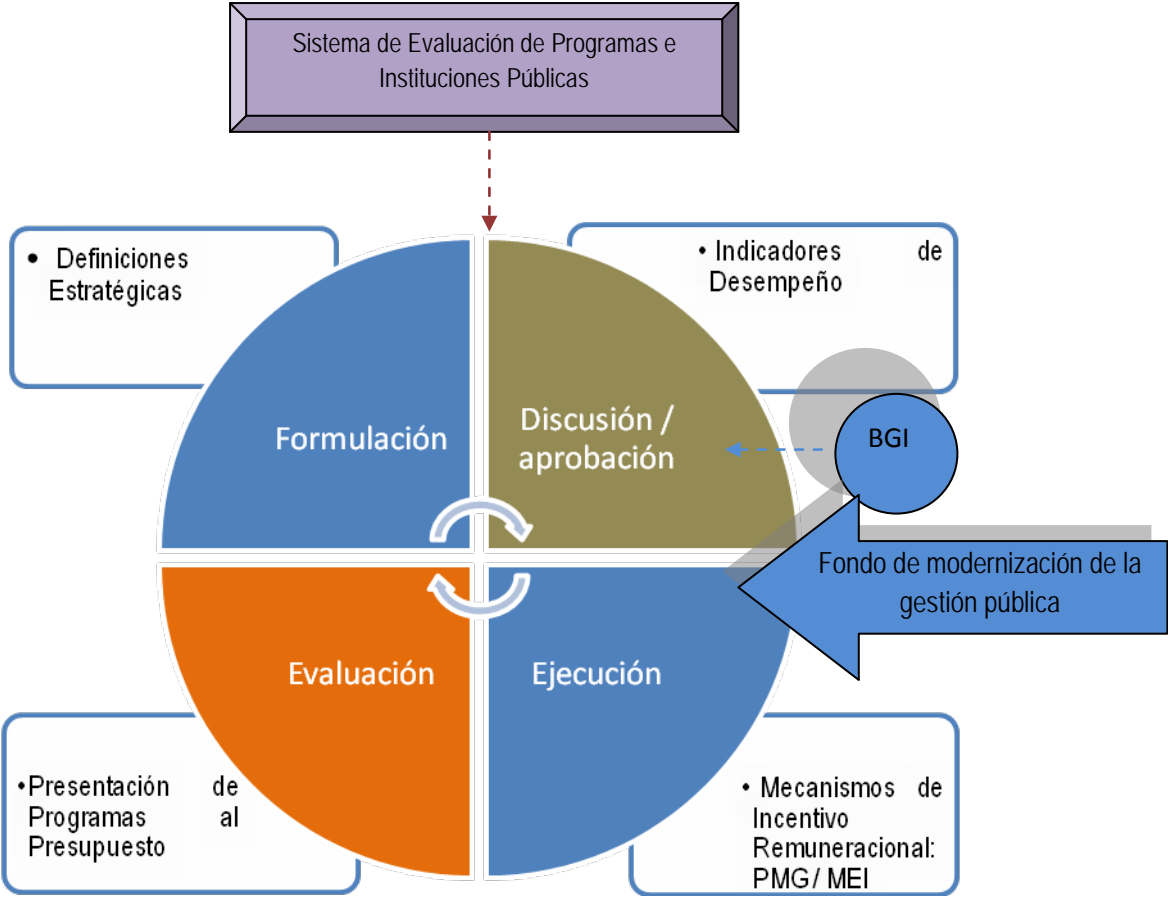 Sistema de Evaluación de Programas e
Instituciones Públicas
• Definiciones
Estratégicas
• Indicadores de
Desempeño
Formulación
Discusión /
aprobación
BGI
Fondo de modernización de la
gestión pública
Evaluación
Ejecución
•Presentación de
Programas al
Presupuesto
• Mecanismos de
Incentivo
Remuneracional:
PMG/ MEI